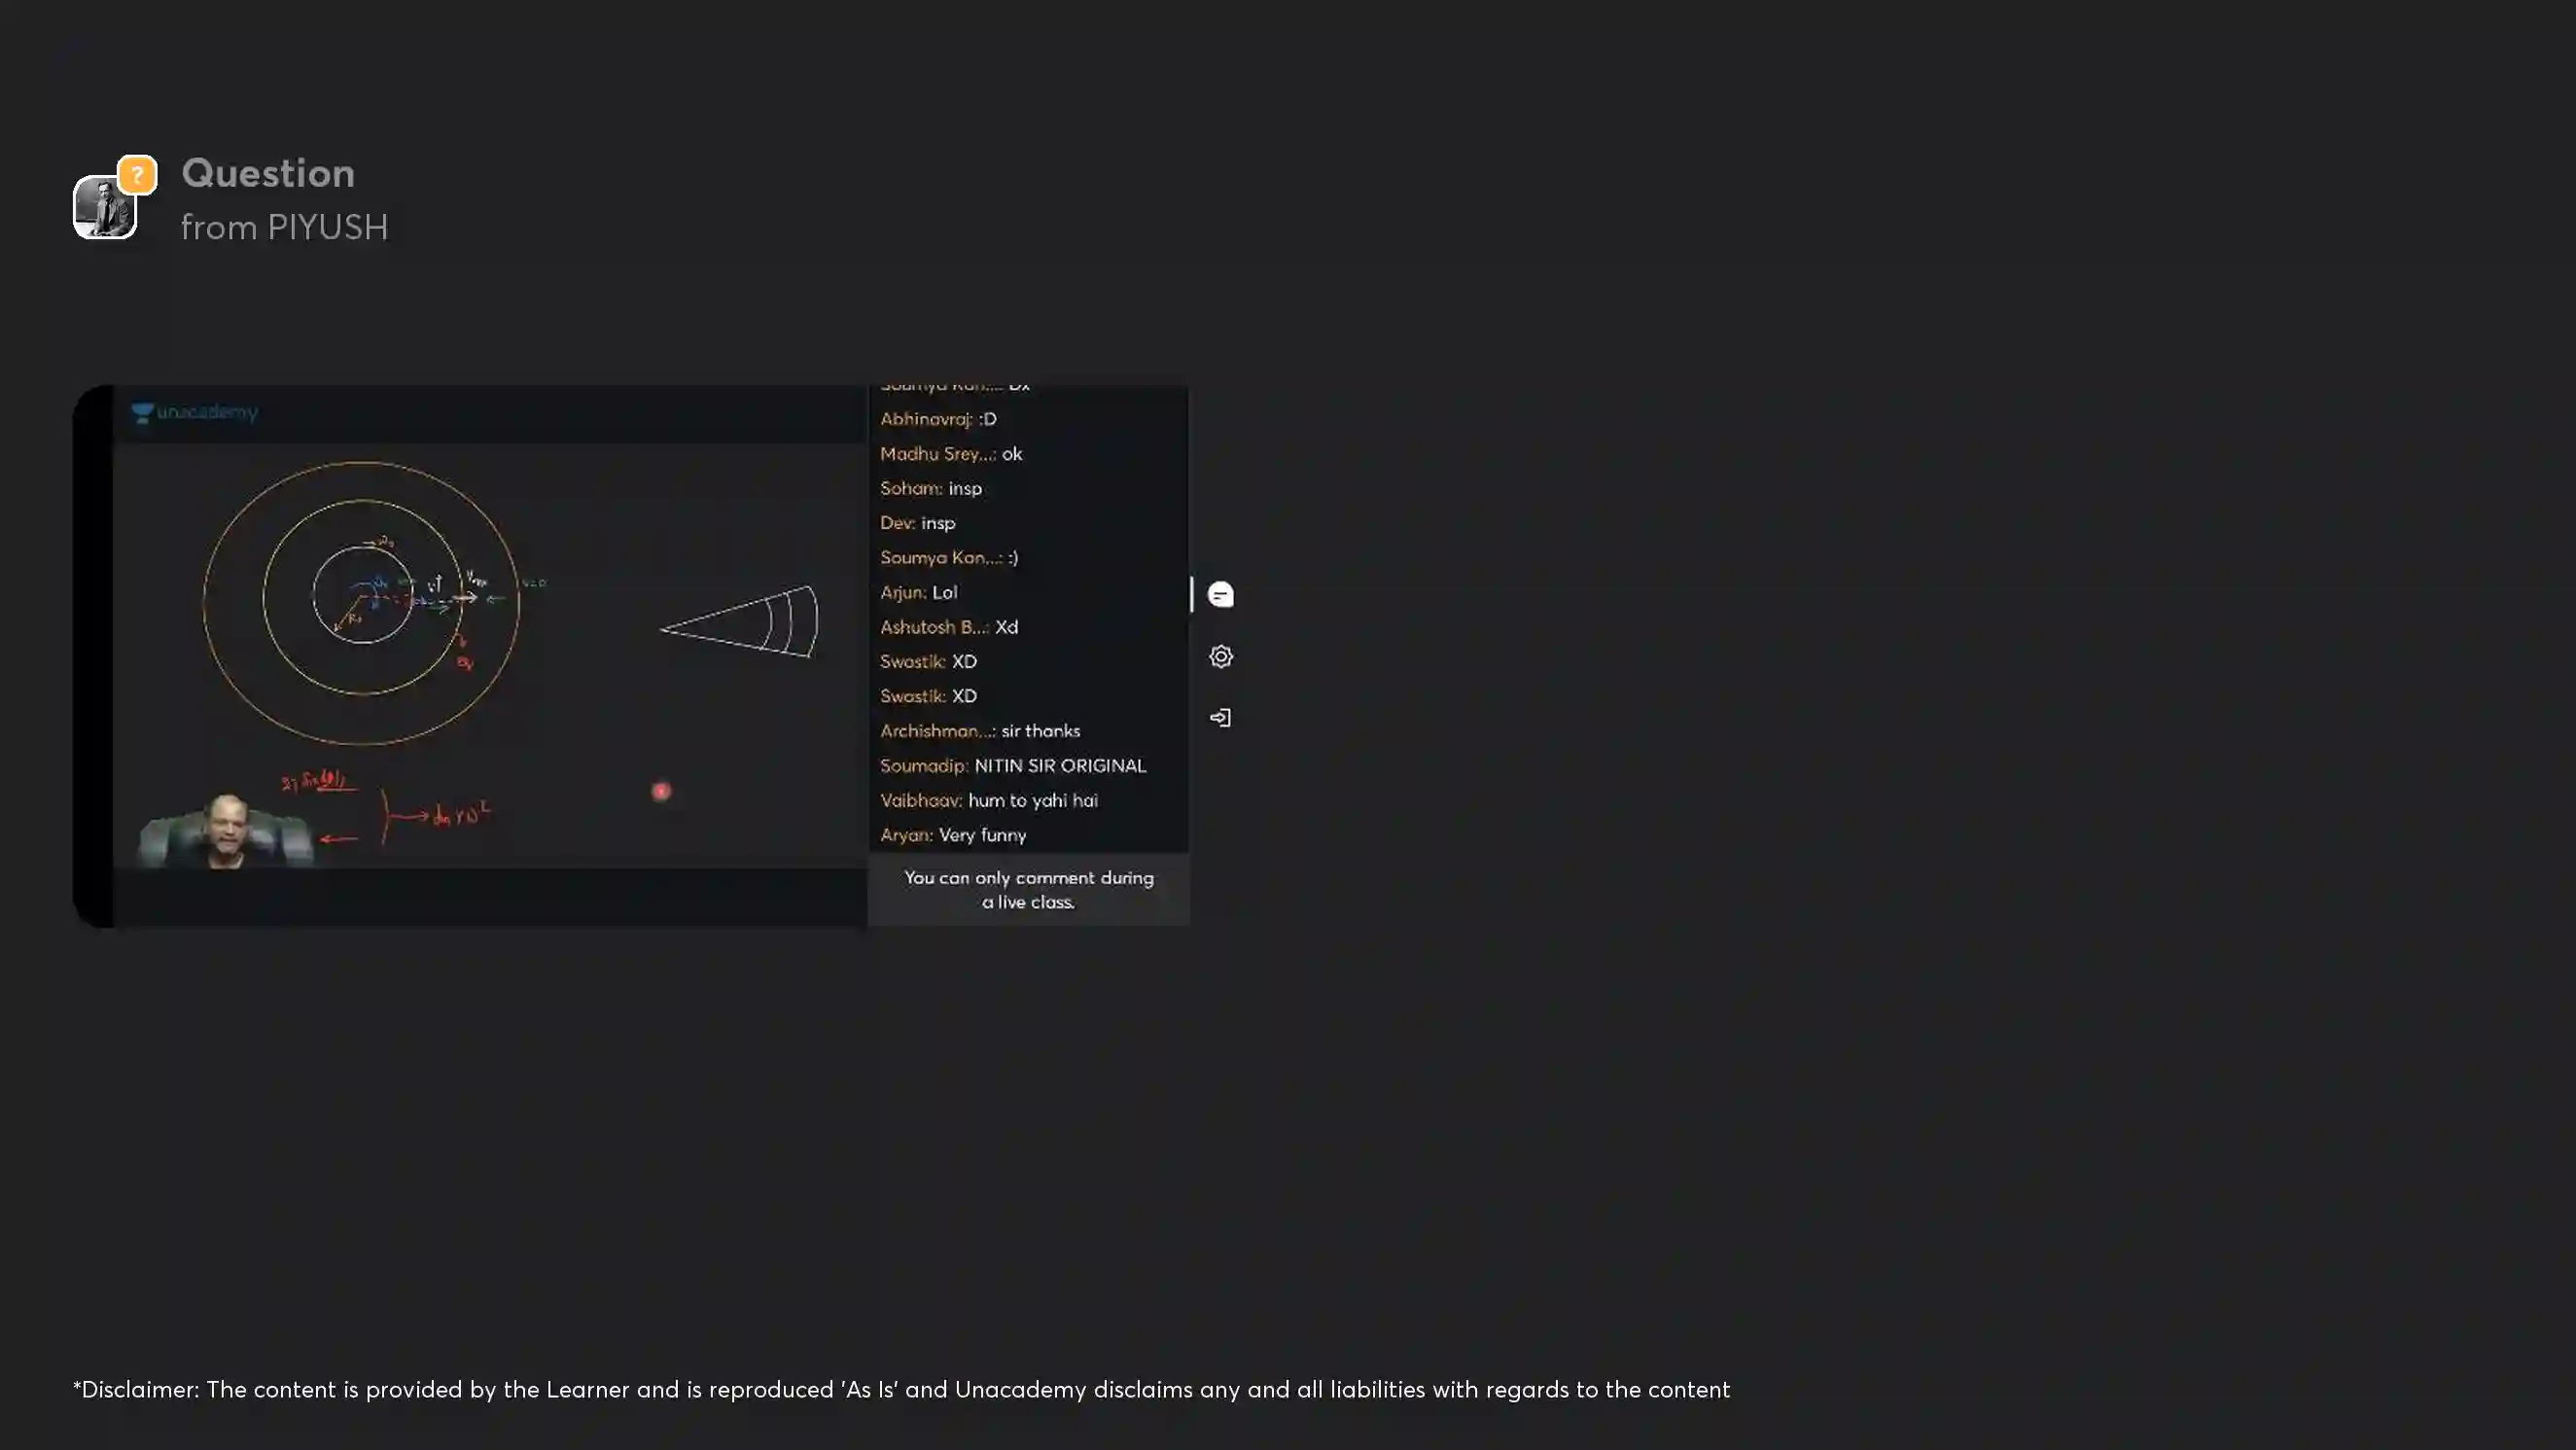 ?
Question
from PIYUSH
unacademy
Abhinavraj: :D
Madhu Srey...: ok
Soham: insp
Dev: insp
Soumya Kan...: :)
Arjun: Lol
Ashutosh B...: Xd
Swastik: XD
Swastik: XD
Archishman...: sir thanks
Soumadip: NITIN SIR ORIGINAL
Vaibhaav: hum to yahi hai
Aryan: Very funny
You can only comment during
a live class.
*Disclaimer: The content is provided by the Learner and is reproduced 'As Is' and Unacademy disclaims any and all liabilities with regards to the content